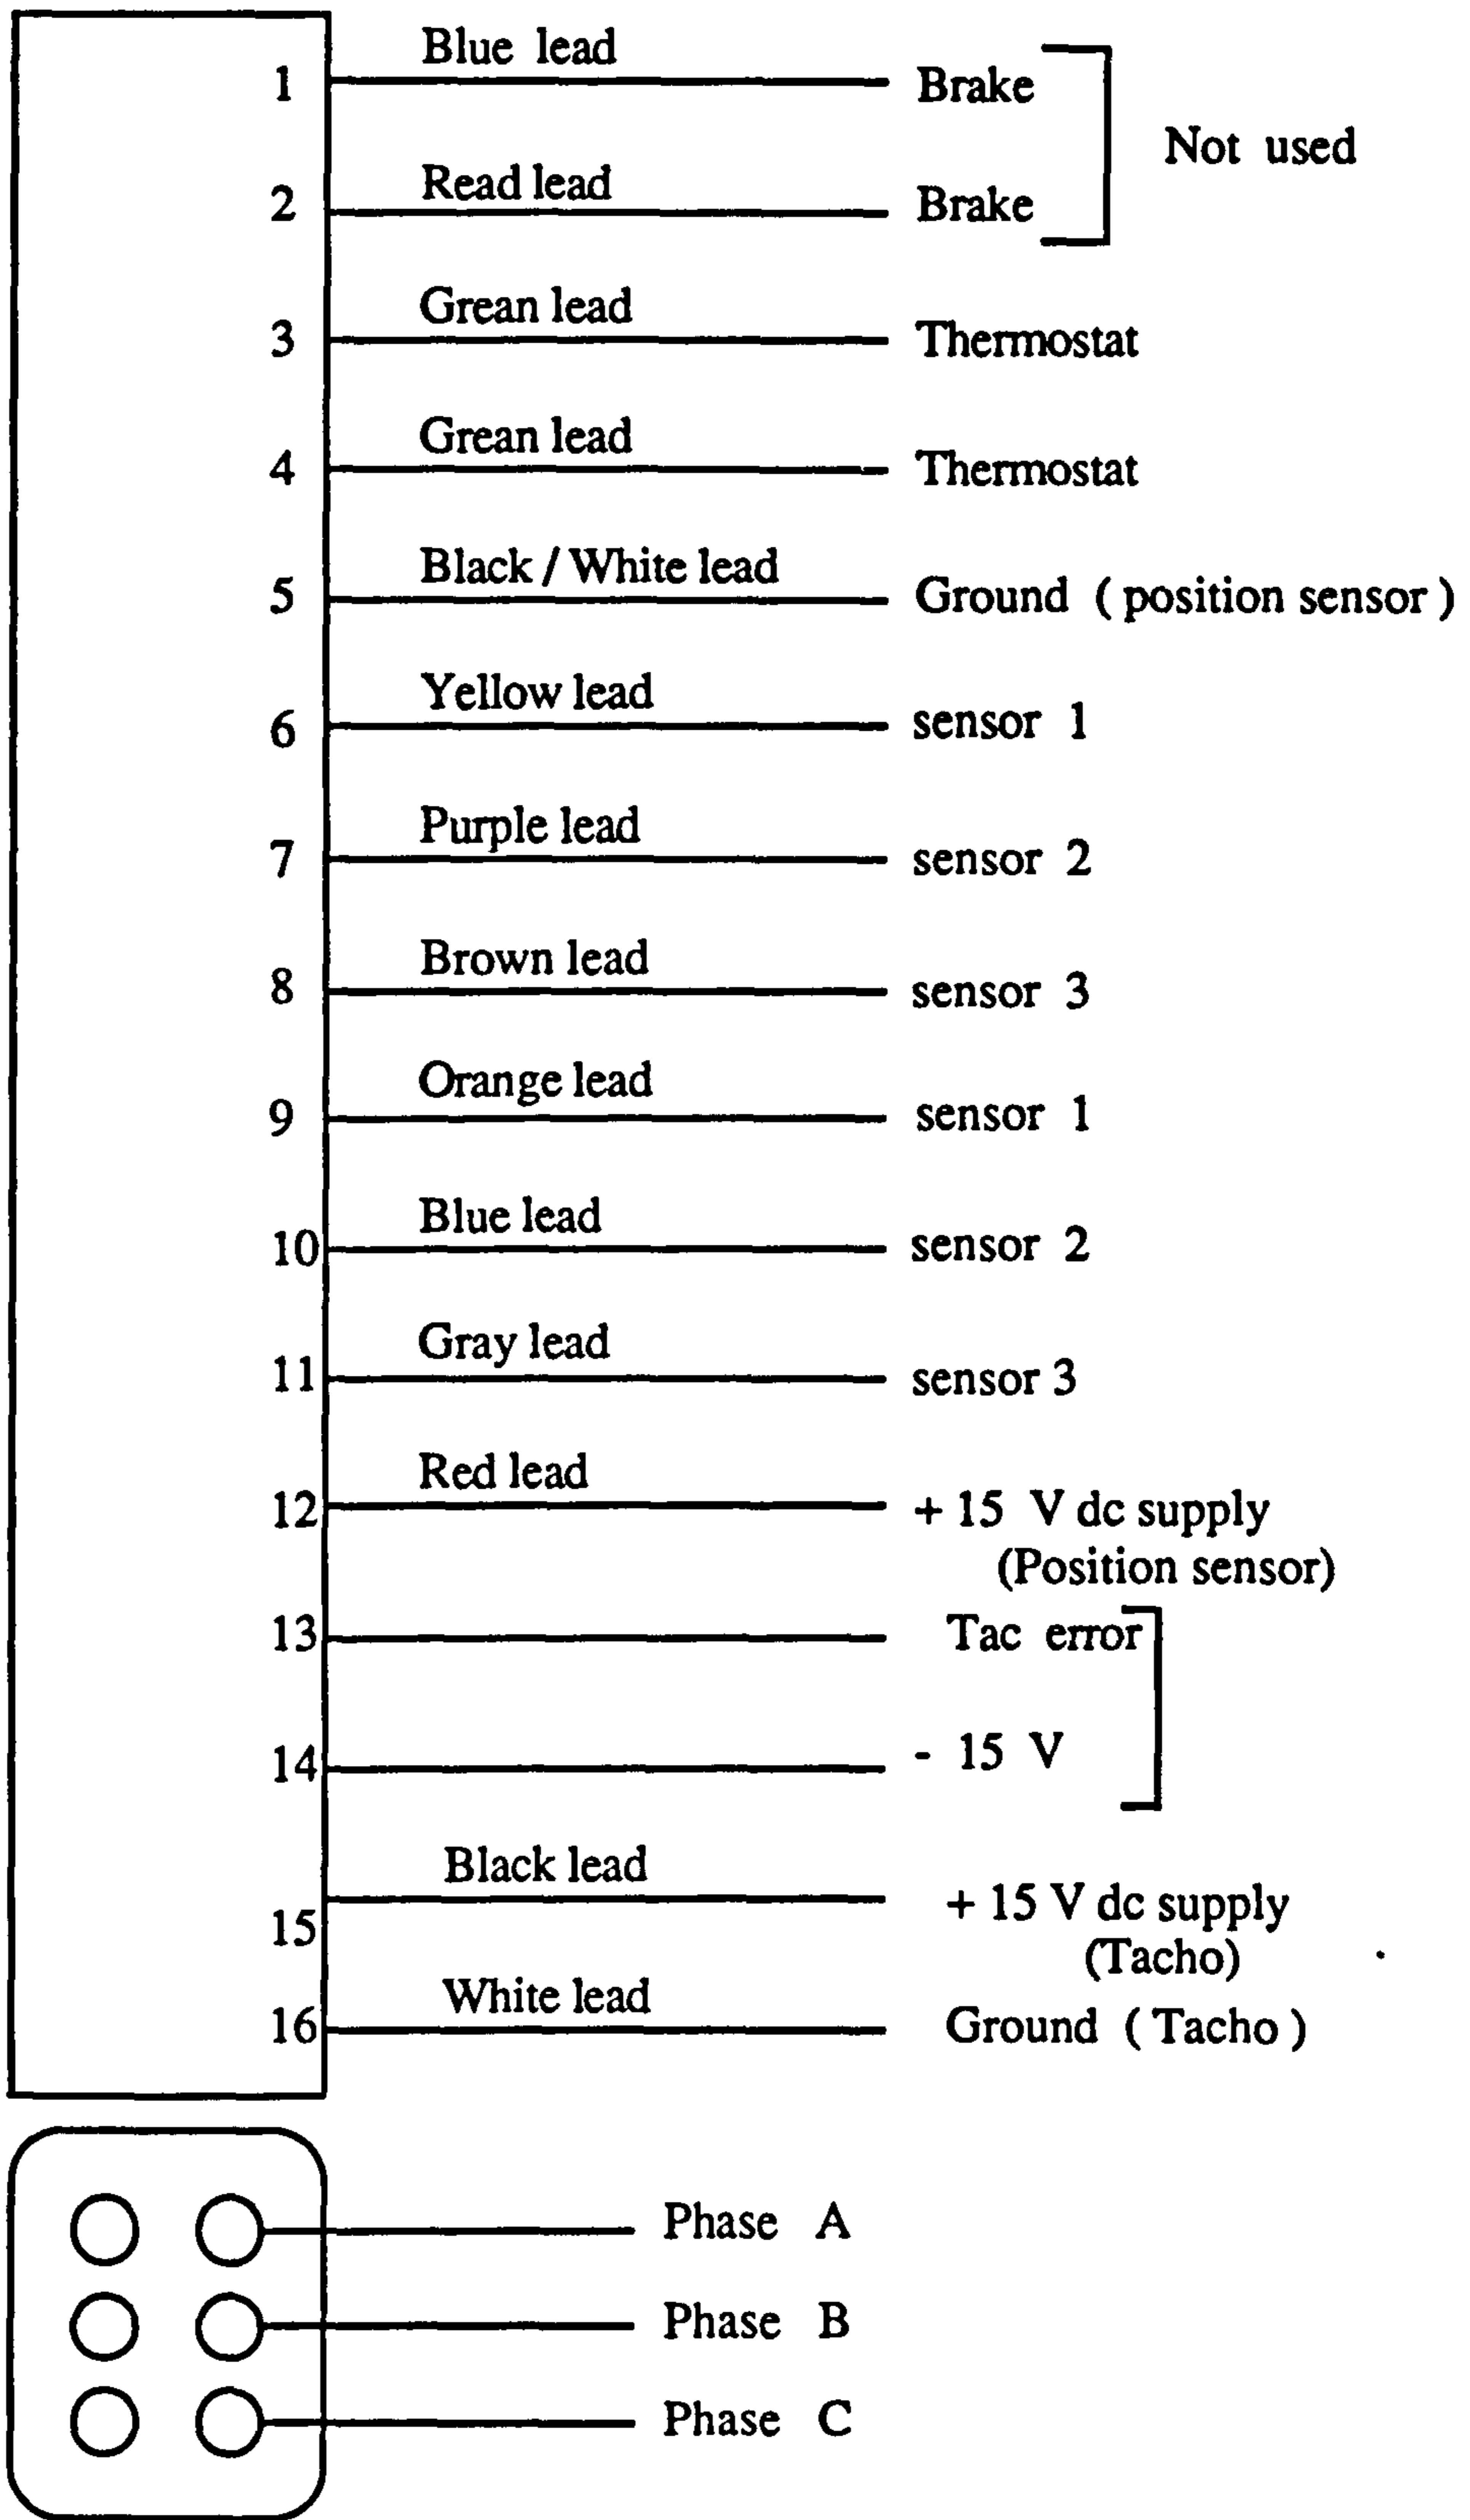 Blue lead
1 Brake
Not used
Read lead
2 Brake
Grean lead
3 Thermostat
Grean lead
4 Thermostat
Black / White lead
5 Ground ( position sensor )
Yellow lead
6 sensor 1
Purple lead
7 sensor 2
Brown lead
8 sensor 3
Orange lead
9 sensor 1
Blue lead
10 sensor 2
Gray lead
11 sensor 3
Red lead
12 + 15 V dc supply
(Position sensor)
13 Tac error
14 - 15 V
Black lead
15 + 15 V dc supply
(Tacho)
White lead
16 Ground ( Tacho )
Phase A
Phase B
Phase C